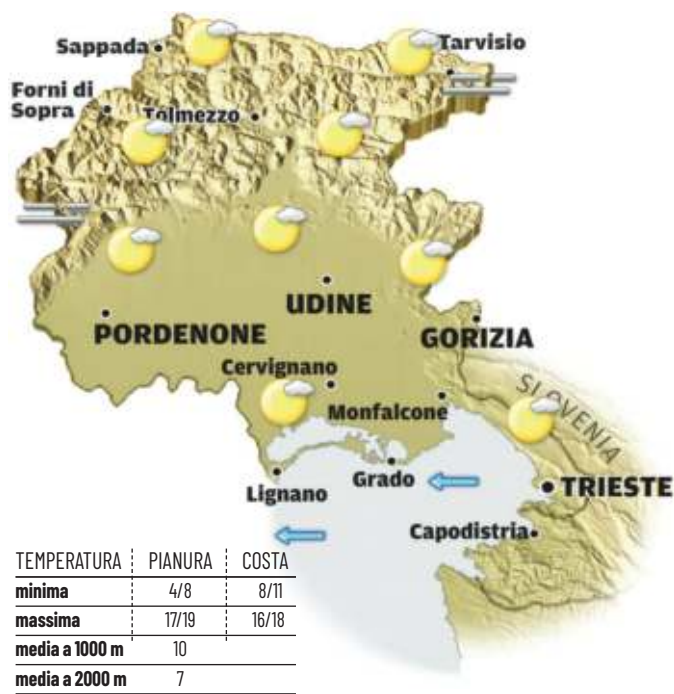 Sappada
Tarvisio
Forni di
Sopra
Tolmezzo
UDINE
PORDENONE
GORIZIA
Cervignano
SLOVENIA
Monfalcone
Grado
Lignano
TRIESTE
Capodistria
TEMPERATURA PIANURA COSTA
minima 4/8 8/11
massima 17/19 16/18
media a 1000 m 10
media a 2000 m 7